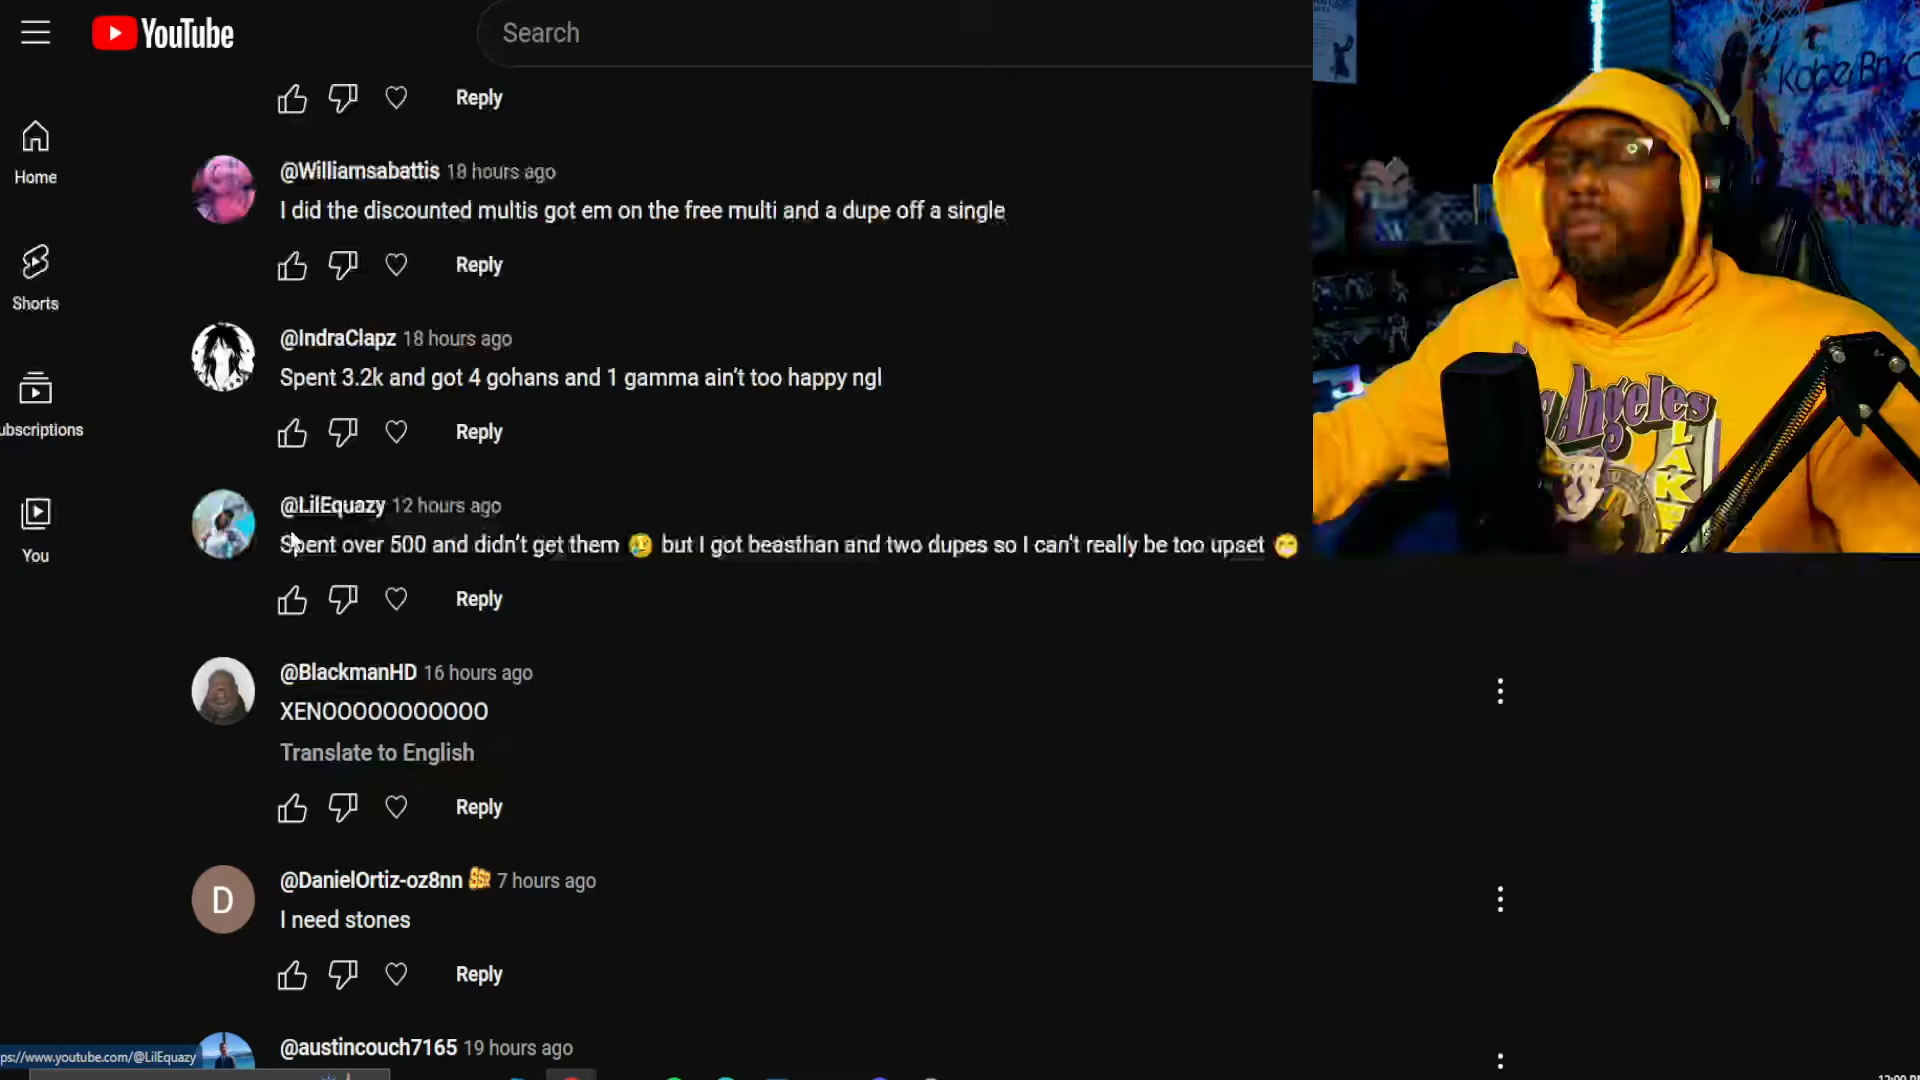 YouTube
Search
Reply
@Williamsabattis 18 hours ago
I did the discounted multis got em on the free multi and a dupe off a single
Reply
@IndraClapz 18 hours ago
Spent 3.2k and got 4 gohans and 1 gamma ain't too happy ngl
Reply
@LilEquazy 12 hours ago
Spent over 500 and didn't get them 😢 but I got beasthan and two dupes so I can't really be too upset 😁
Reply
@BlackmanHD 16 hours ago
XENOOOOOOOOOOO
Translate to English
Reply
@DanielOrtiz-oz8nn 7 hours ago
I need stones
Reply
@austincouch7165 19 hours ago
Home
Shorts
ubscriptions
You
D
ps://www.youtube.com/@LilEquazy
Kobe Bryc
Angeles
LAKE